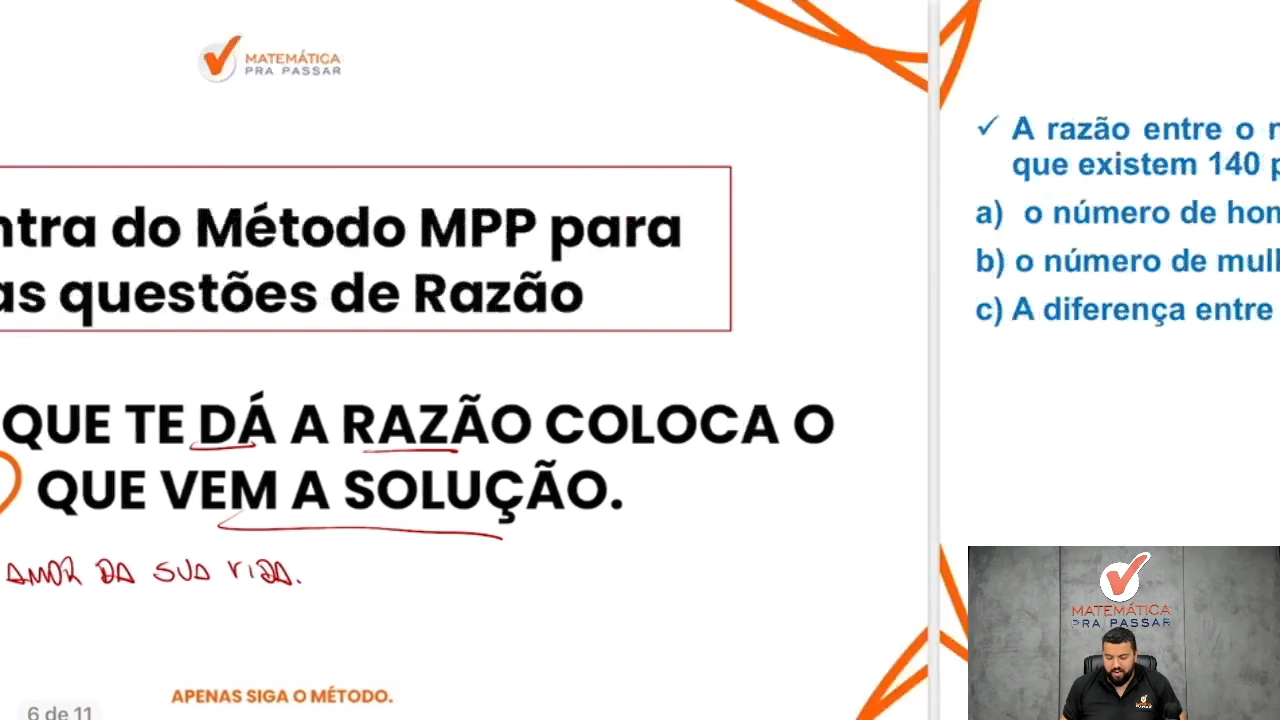 MATEMÁTICA
PRA PASSAR
ntra do Método MPP para
as questões de Razão
QUE TE DÁ A RAZÃO COLOCA O
QUE VEM A SOLUÇÃO.
AMOR DA SUA VIDA.
APENAS SIGA O MÉTODO.
6 de 11
✓ A razão entre o n
que existem 140 p
a) o número de hom
b) o número de mulh
c) A diferença entre
MATEMÁTICA
PRA PASSAR